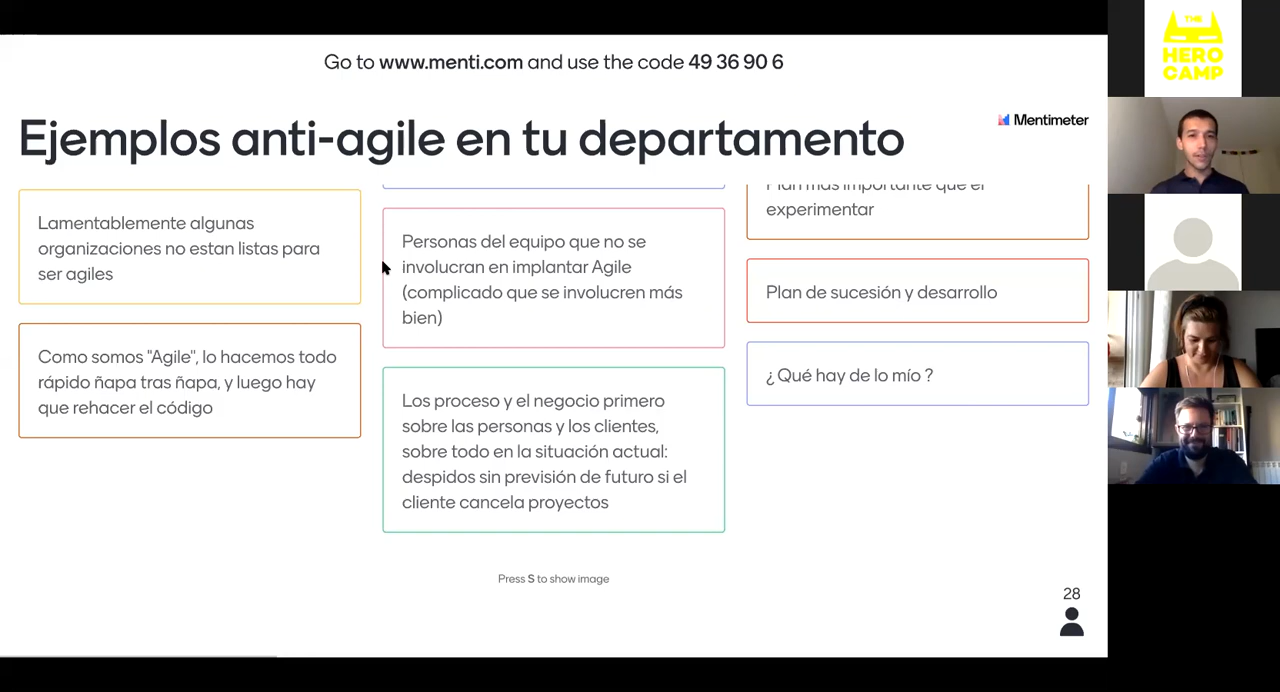 Go to www.menti.com and use the code 49 36 90 6
Ejemplos anti-agile en tu departamento
Mentimeter
Lamentablemente algunas
organizaciones no estan listas para
ser agiles
Como somos "Agile", lo hacemos todo
rápido ñapa tras ñapa, y luego hay
que rehacer el código
Personas del equipo que no se
involucran en implantar Agile
(complicado que se involucren más
bien)
Los proceso y el negocio primero
sobre las personas y los clientes,
sobre todo en la situación actual:
despidos sin previsión de futuro si el
cliente cancela proyectos
Plan más importante que el
experimentar
Plan de sucesión y desarrollo
¿Qué hay de lo mío ?
Press S to show image
28
THE
HERO
CAMP